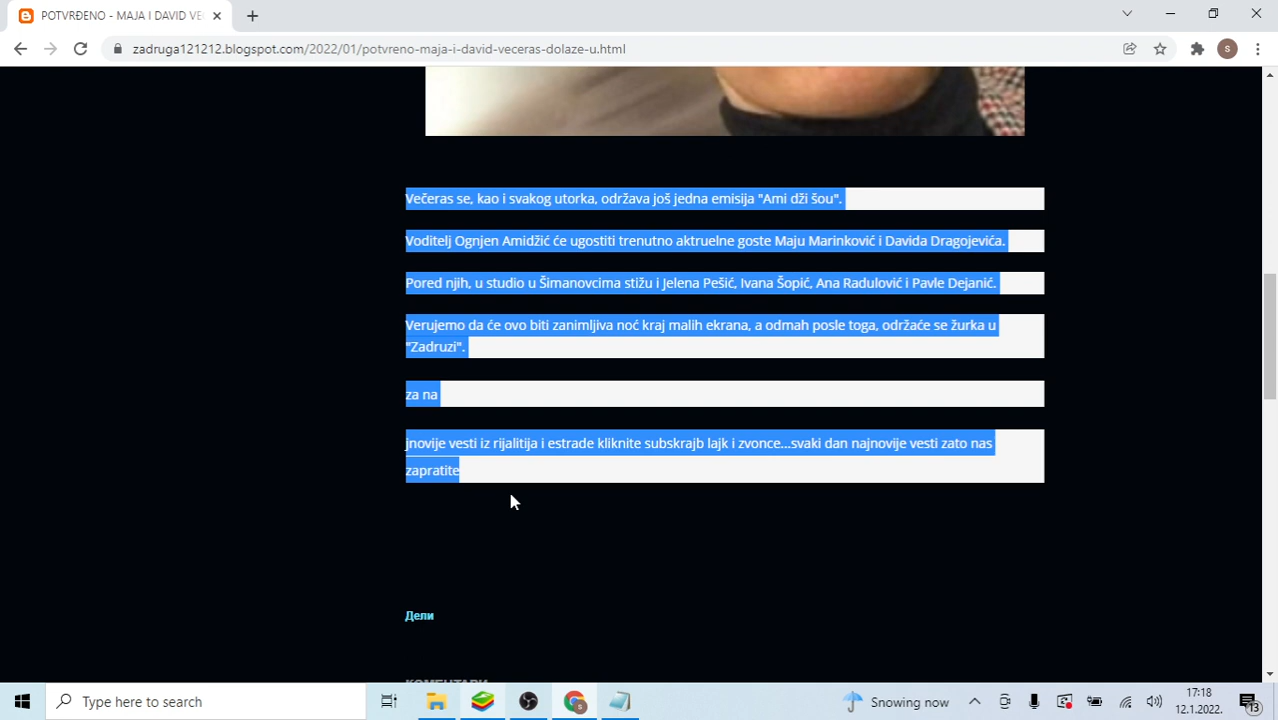 POTVRĐENO - MAJA I DAVID VE
zadruga121212.blogspot.com/2022/01/potvreno-maja-i-david-veceras-dolaze-u.html
S
Večeras se, kao i svakog utorka, održava još jedna emisija "Ami dži šou".
Voditelj Ognjen Amidžić će ugostiti trenutno aktruelne goste Maju Marinković i Davida Dragojevića.
Pored njih, u studio u Šimanovcima stižu i Jelena Pešić, Ivana Šopić, Ana Radulović i Pavle Dejanić.
Verujemo da će ovo biti zanimljiva noć kraj malih ekrana, a odmah posle toga, održaće se žurka u
"Zadruzi".
za na
jnovije vesti iz rijalitija i estrade kliknite subskrajb lajk i zvonce...svaki dan najnovije vesti zato nas
zapratite
Дели
КОМЕНТАРИ
Type here to search
Snowing now
17:18
12.1.2022.
13